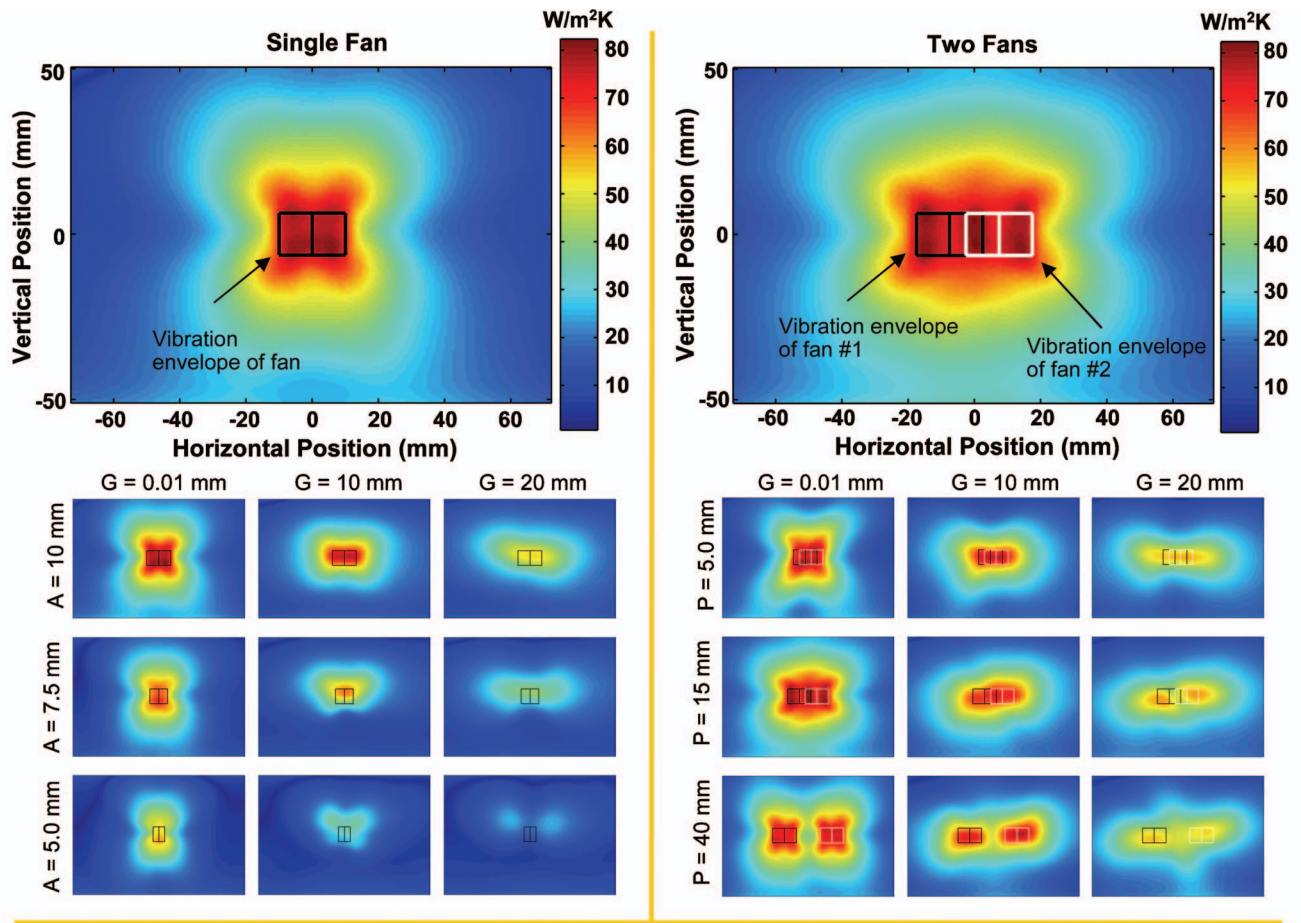 W/m²K
Single Fan
80
70
60
50
40
30
20
10
50
0
-50
Vertical Position (mm)
Vibration
envelope of fan
-60 -40 -20 0 20 40 60
Horizontal Position (mm)
G = 0.01 mm G = 10 mm G = 20 mm
A = 10 mm
A = 7.5 mm
A = 5.0 mm
W/m²K
Two Fans
80
70
60
50
40
30
20
10
50
0
-50
Vertical Position (mm)
Vibration envelope
of fan #1
Vibration envelope
of fan #2
-60 -40 -20 0 20 40 60
Horizontal Position (mm)
G = 0.01 mm G = 10 mm G = 20 mm
P = 5.0 mm
P = 15 mm
P = 40 mm